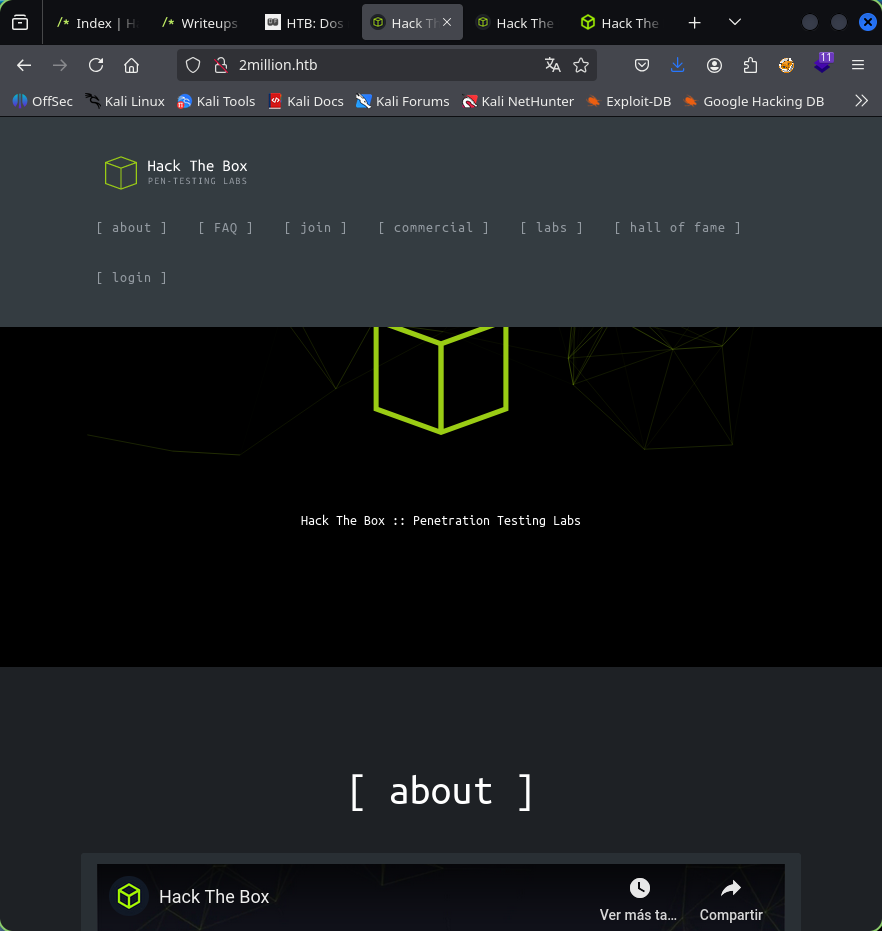 /* Index | Ha
/* Writeups
HTB: Dos
Hack Th
Hack The
Hack The
2million.htb
11
OffSec
Kali Linux
Kali Tools
Kali Docs
Kali Forums
Kali NetHunter
Exploit-DB
Google Hacking DB
Hack The Box
PEN-TESTING LABS
[ about ] [ FAQ ] [ join ] [ commercial ] [ labs ] [ hall of fame ]
[ login ]
Hack The Box :: Penetration Testing Labs
[ about ]
Hack The Box
Ver más ta...
Compartir